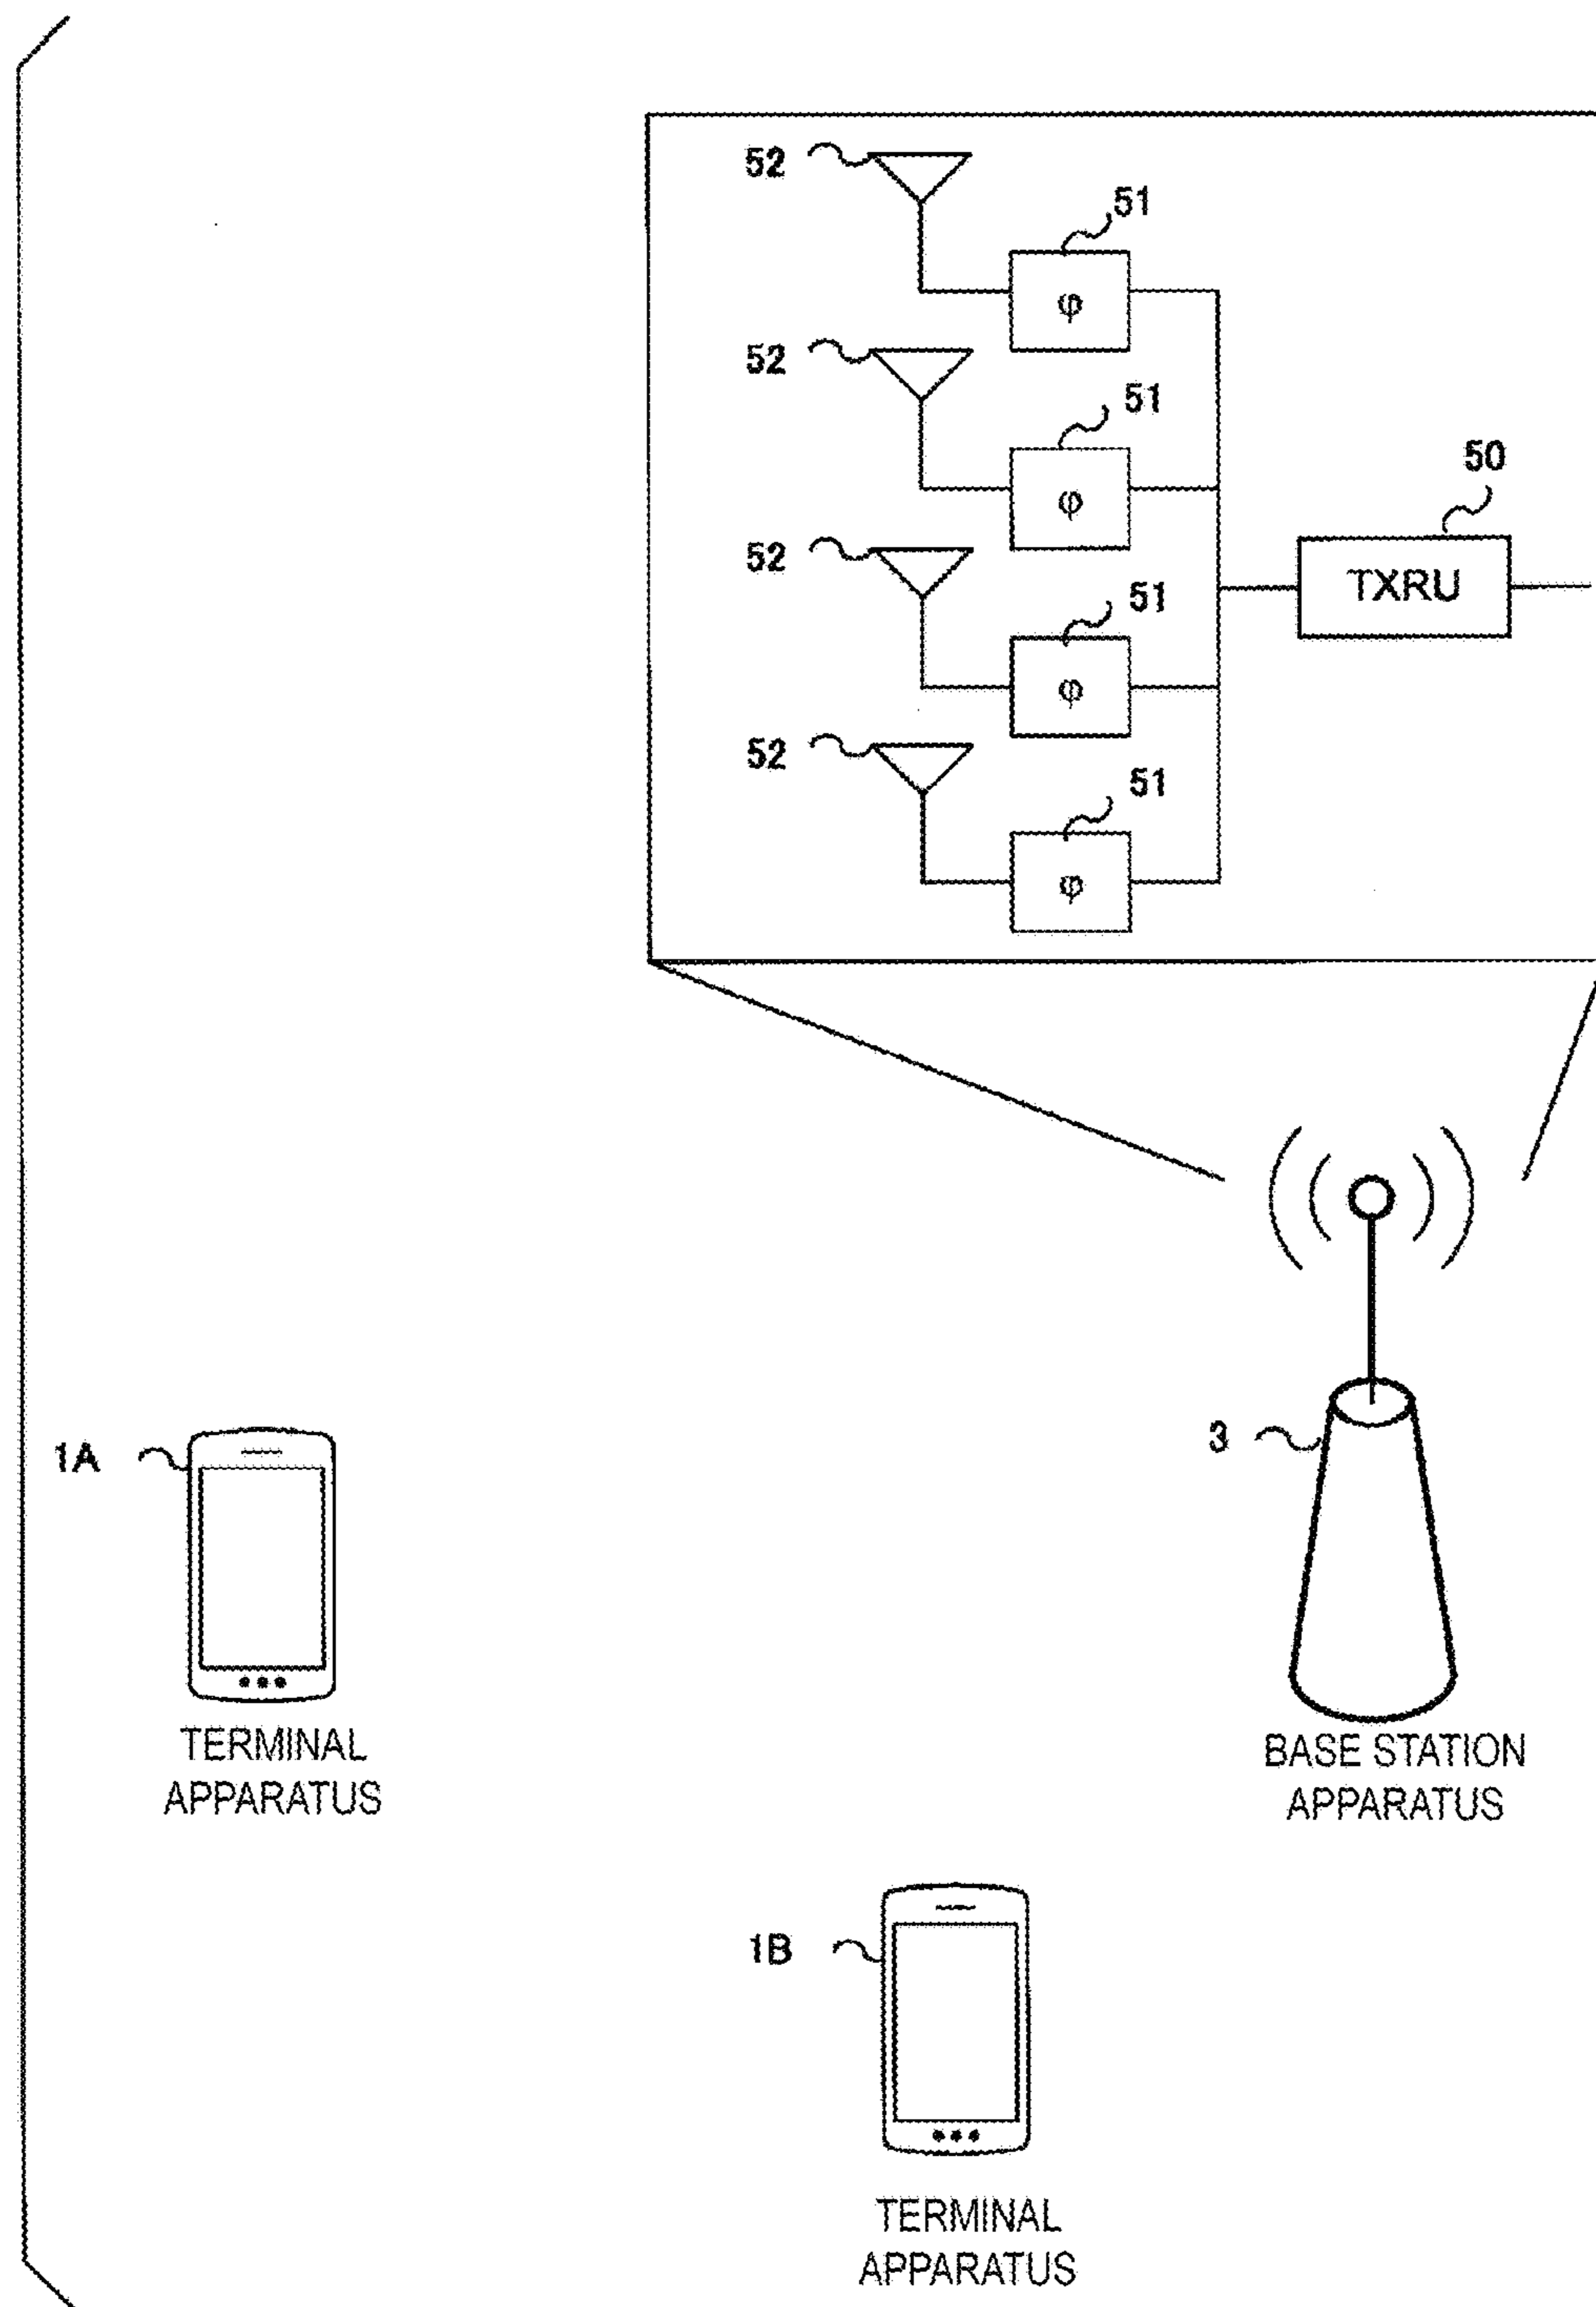 52
51
φ
52
51
φ
50
TXRU
52
51
φ
52
51
φ
1A
3
TERMINAL
APPARATUS
BASE STATION
APPARATUS
1B
TERMINAL
APPARATUS